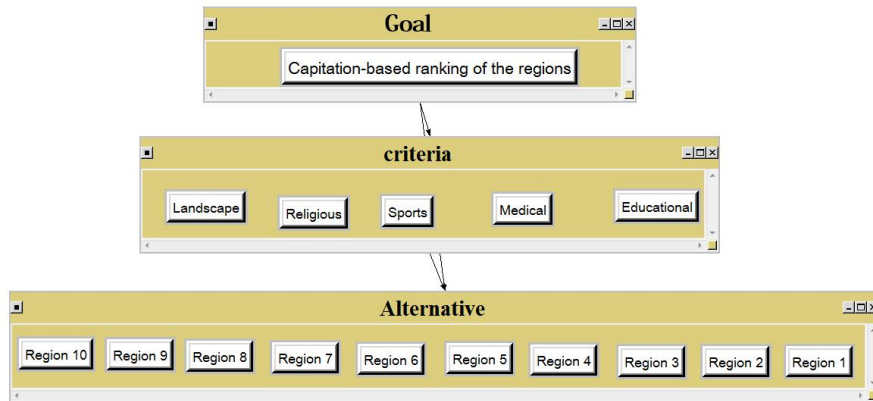 Goal
Capitation-based ranking of the regions
criteria
Landscape Religious Sports Medical Educational
Alternative
Region 10 Region 9 Region 8 Region 7 Region 6 Region 5 Region 4 Region 3 Region 2 Region 1